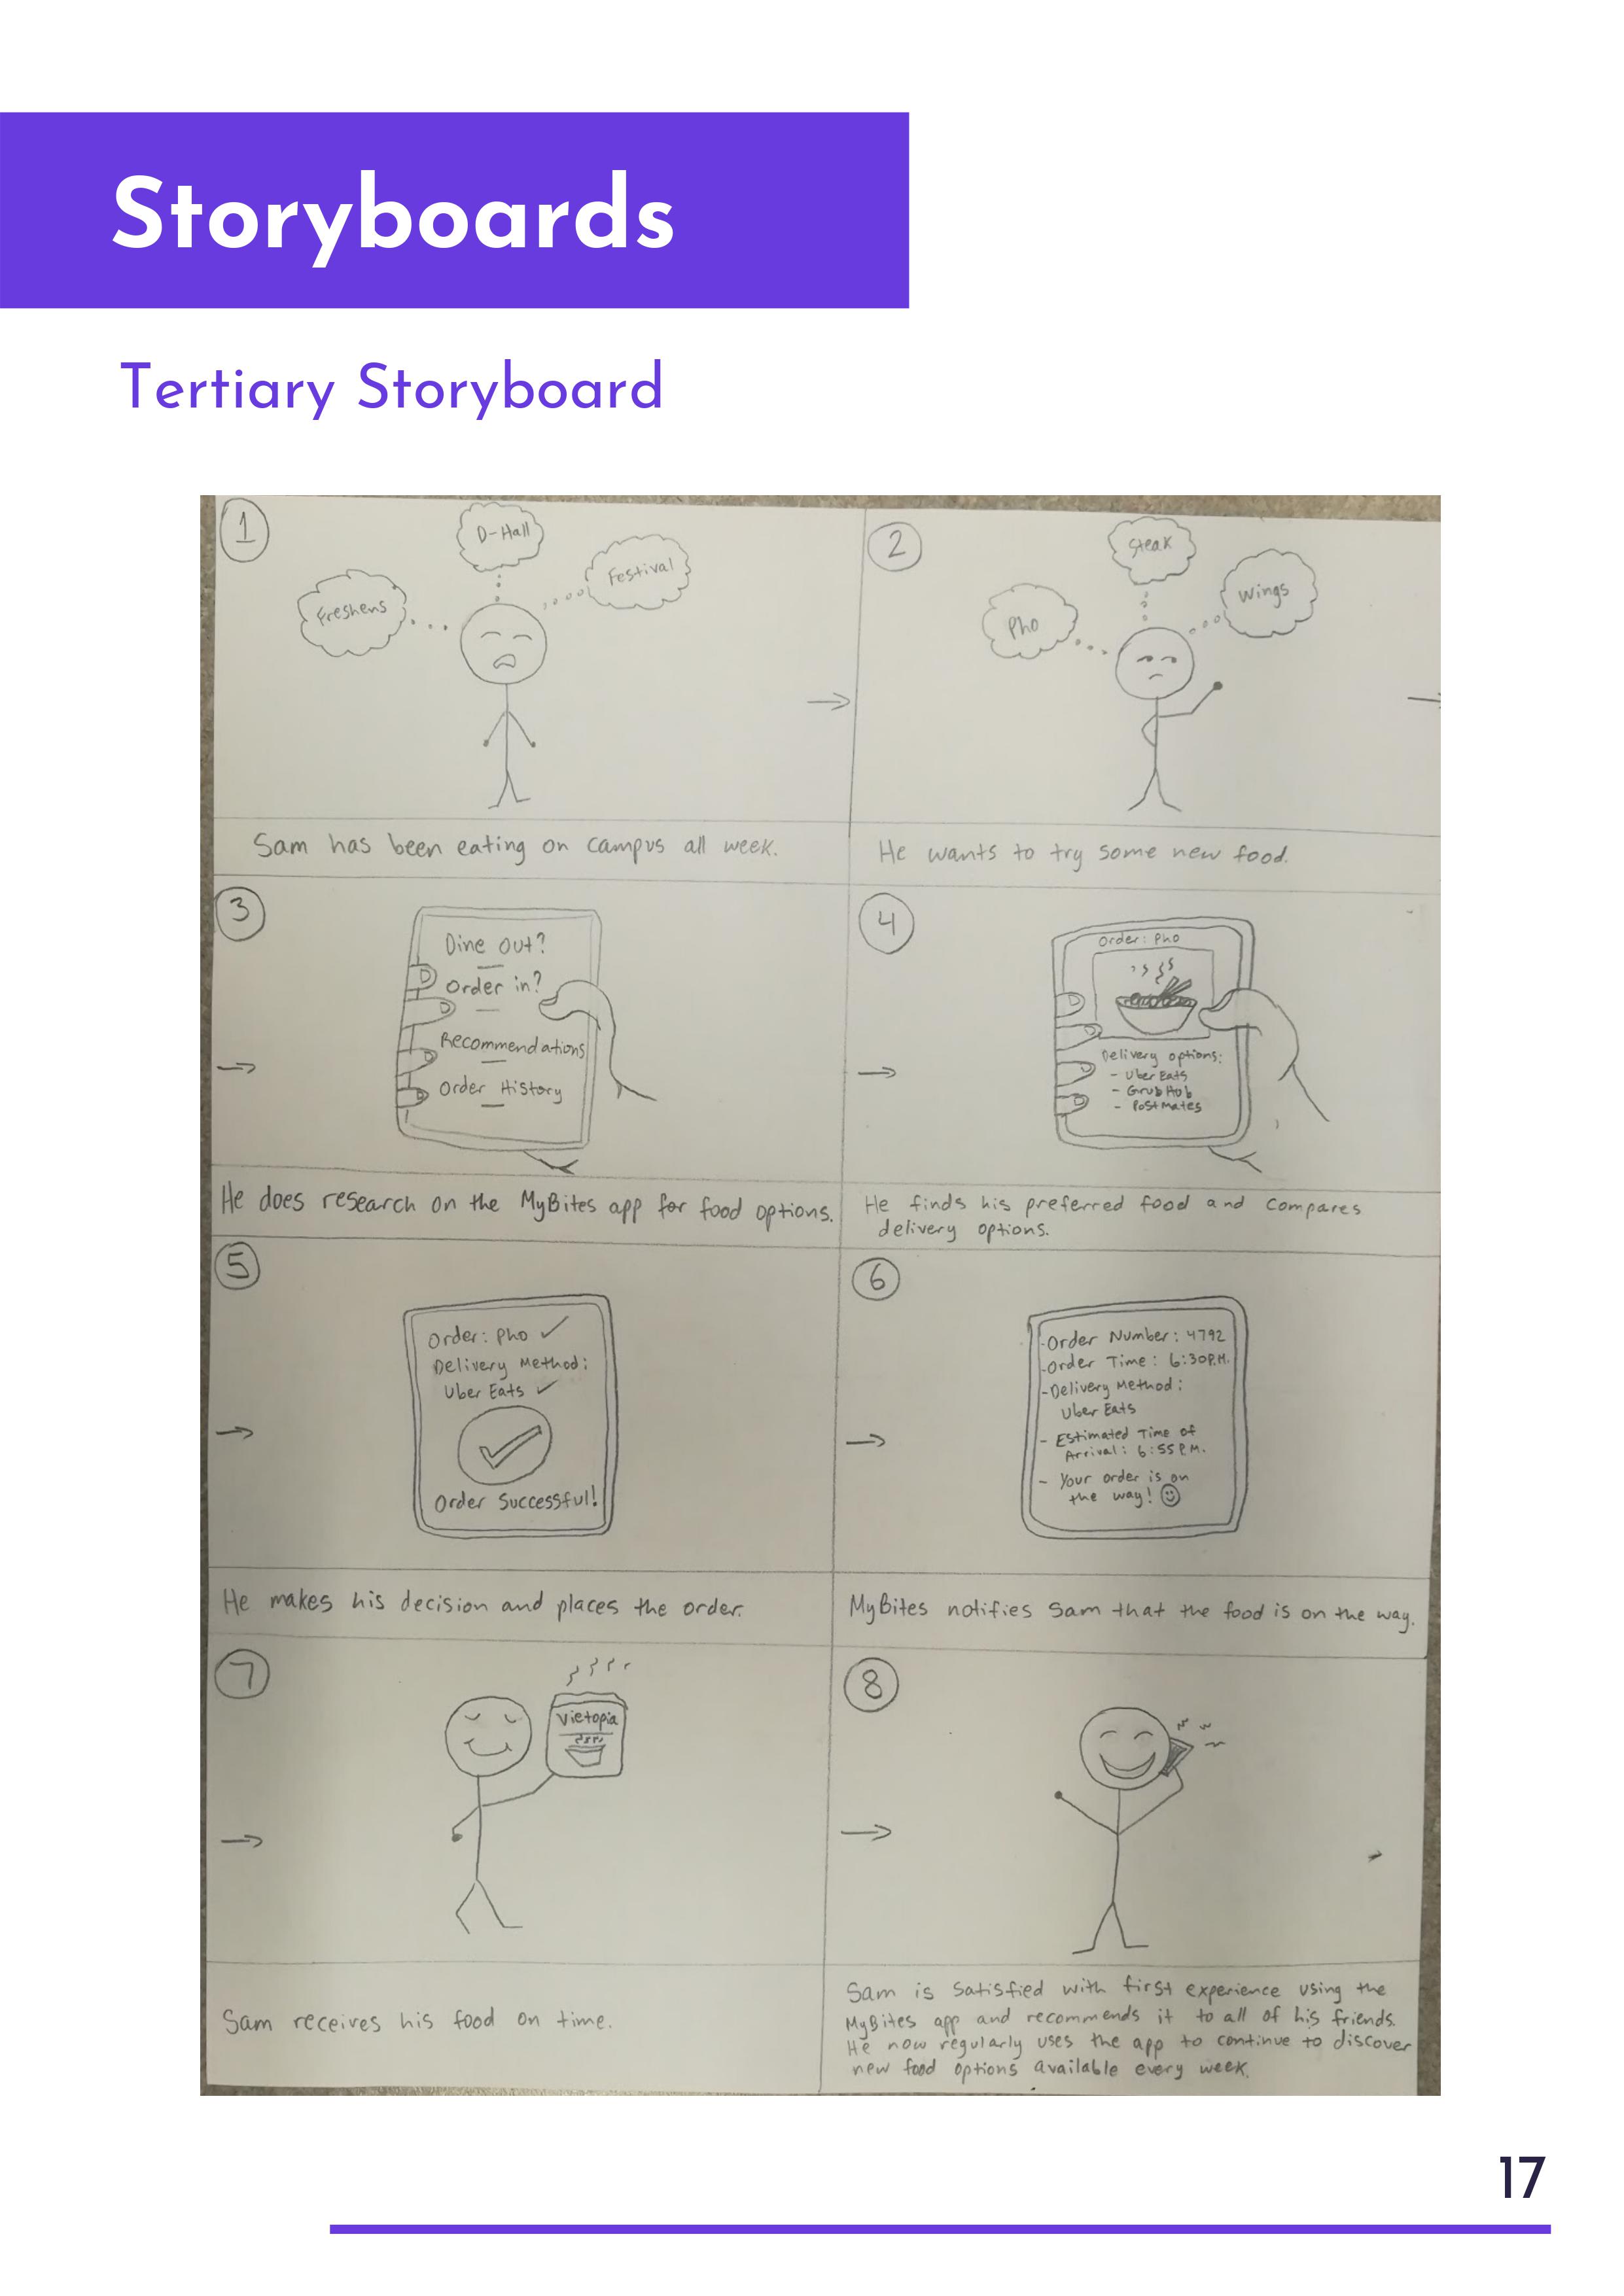 Storyboards
Tertiary Storyboard
1
Freshens
D-Hall
Festival
Sam has been eating on campus all week.
2
Pho
Steak
Wings
He wants to try some new food.
3
Dine out?
Order in?
Recommendations
Order History
He does research on the MyBites app for food options.
4
Order: Pho
Delivery options:
- Uber Eats
- GrubHub
- PostMates
He finds his preferred food and compares
delivery options.
5
Order: Pho ✓
Delivery Method:
Uber Eats ✓
Order Successful!
He makes his decision and places the order.
6
-Order Number: 4792
-Order Time: 6:30P.M.
-Delivery Method:
Uber Eats
- Estimated Time of
Arrival: 6:55P.M.
- Your order is on
the way!
MyBites notifies Sam that the food is on the way.
7
Vietopia
Sam receives his food on time.
8
Sam is satisfied with first experience using the
MyBites app and recommends it to all of his friends.
He now regularly uses the app to continue to discover
new food options available every week.
17